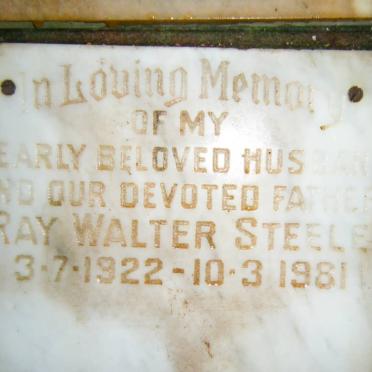 In Loving Memory
OF MY
EARLY BELOVED HUSBAN
ND OUR DEVOTED FATHE
RAY WALTER STEELE
3·7·1922-10·3 1981